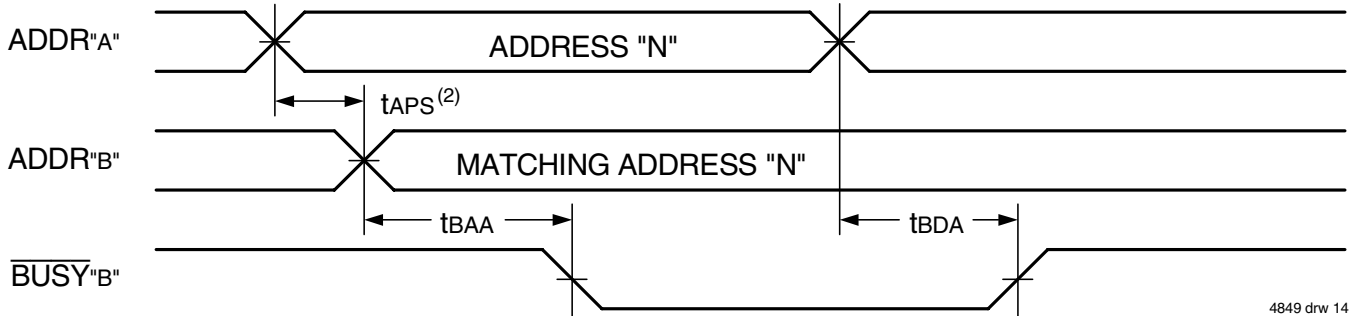 ADDR"A"
ADDRESS "N"
tAPS(2)
ADDR"B"
MATCHING ADDRESS "N"
tBAA
tBDA
BUSY"B"
4849 drw 14